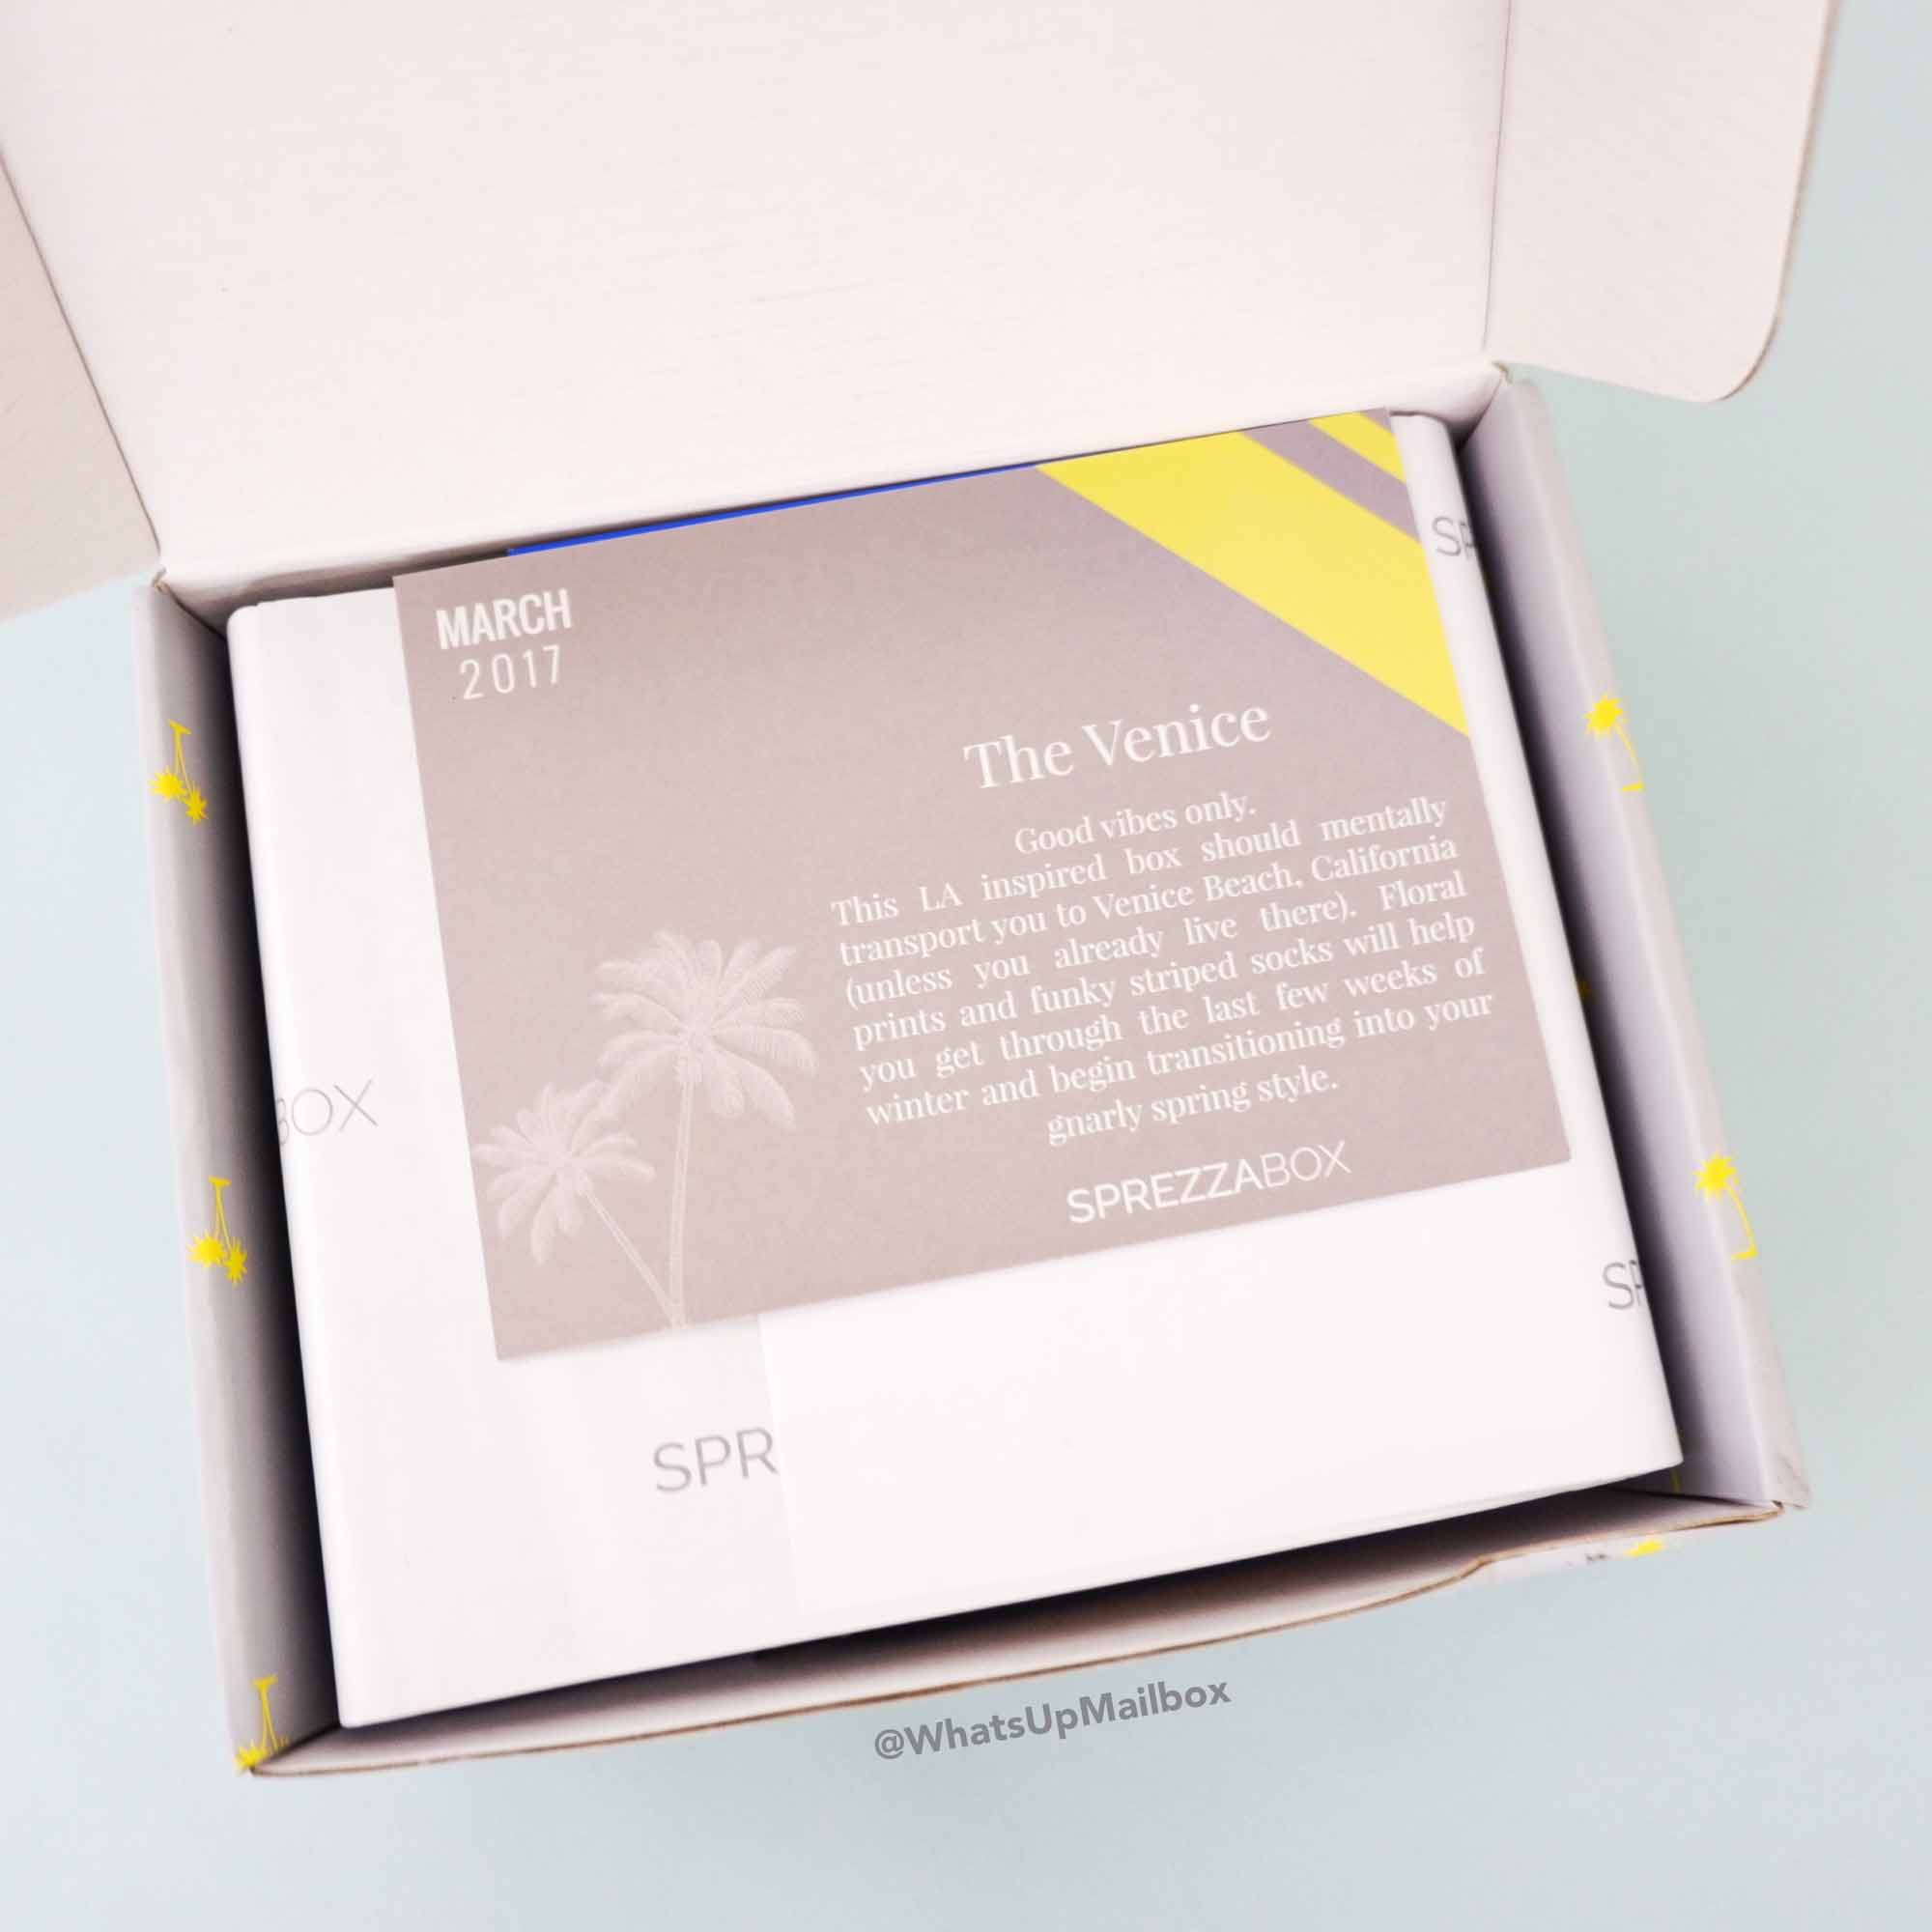 MARCH
2017
The Venice
Good vibes only.
This LA inspired box should mentally
transport you to Venice Beach, California
(unless you already live there). Floral
prints and funky striped socks will help
you get through the last few weeks of
winter and begin transitioning into your
gnarly spring style.
SPREZZABOX
SP
BOX
SP
SPR
@WhatsUpMailbox